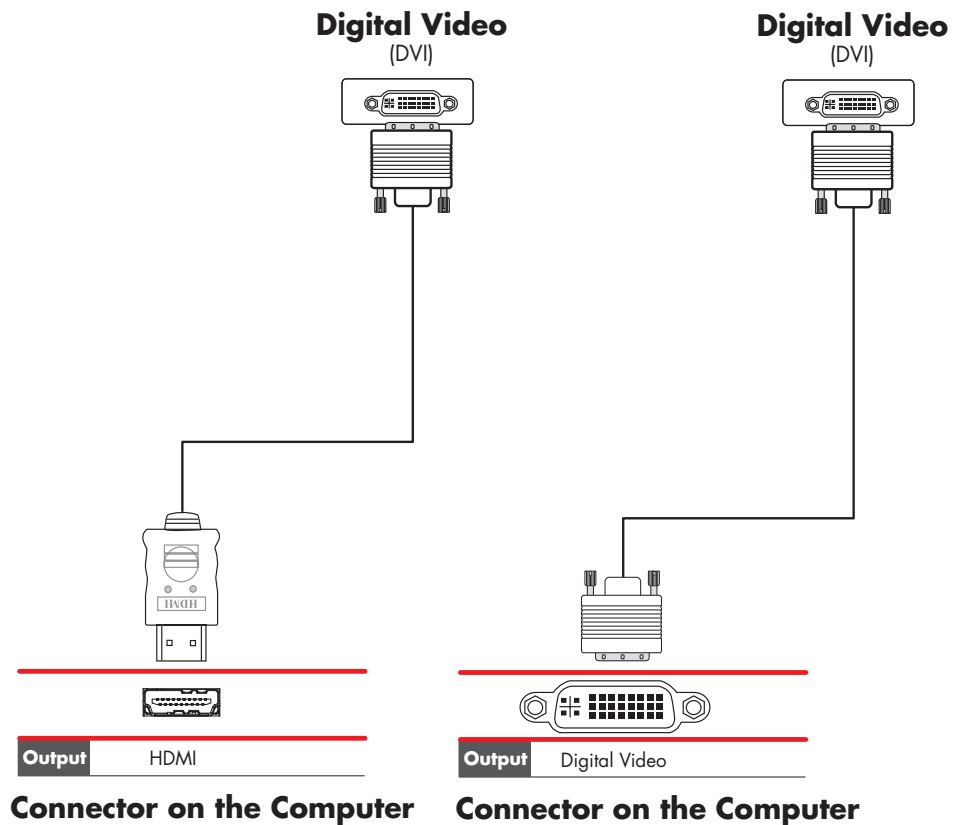 Digital Video
(DVI)
Digital Video
(DVI)
HDMI
Output HDMI
Output Digital Video
Connector on the Computer
Connector on the Computer